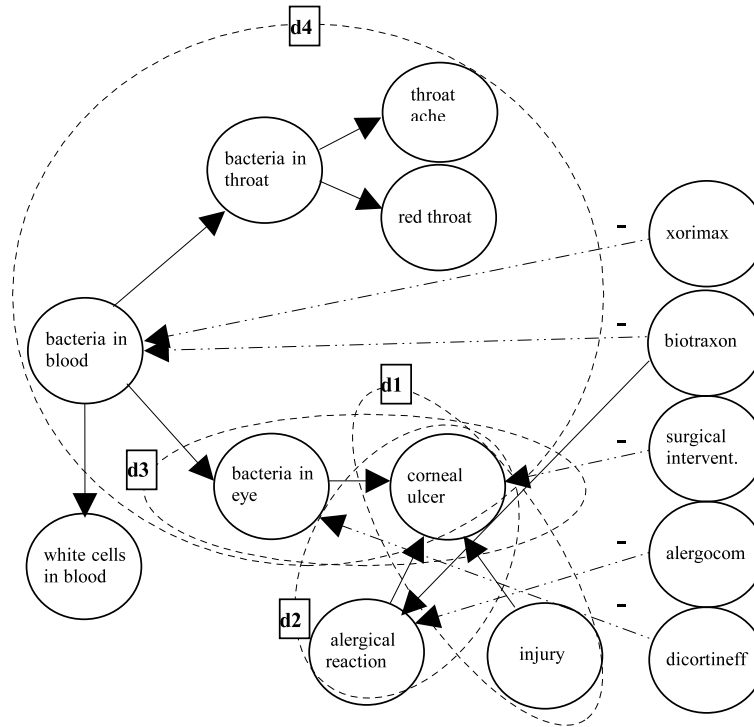 d4
throat
ache
bacteria in
throat
red throat
-
xorimax
bacteria in
blood
-
biotraxon
d1
-
surgical
intervent.
d3
bacteria in
eye
corneal
ulcer
white cells
in blood
-
alergocom
d2
alergical
reaction
injury
-
dicortineff